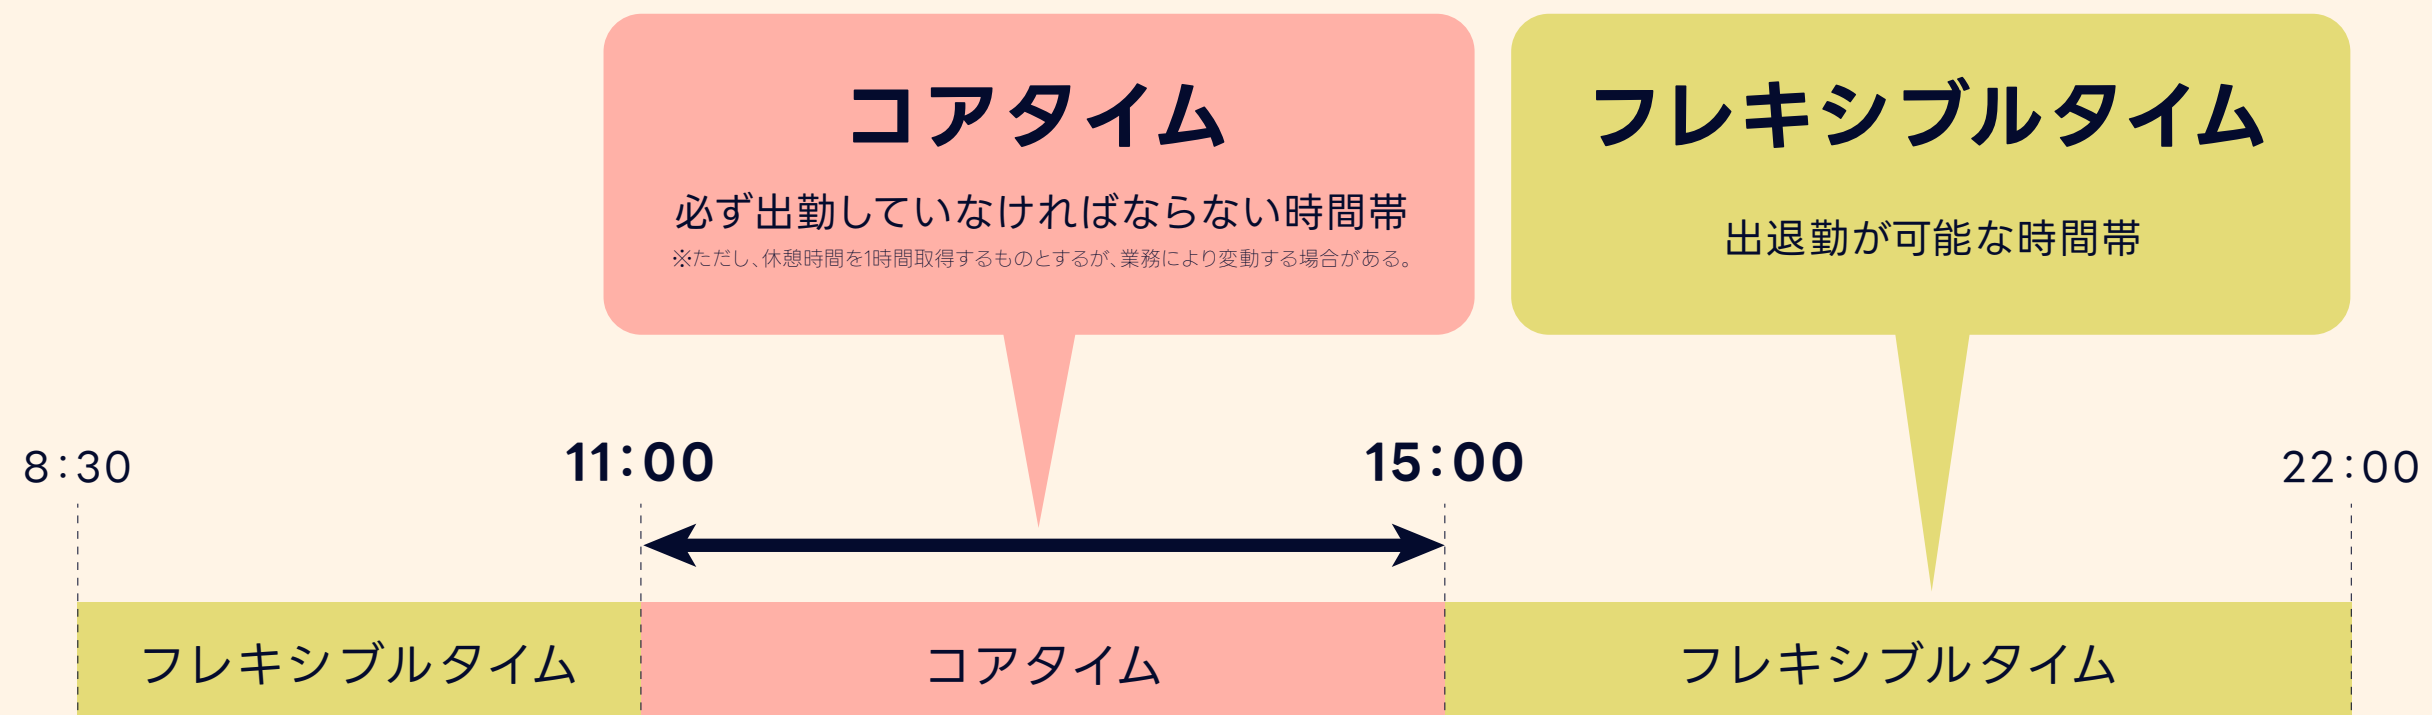 コアタイム
必ず出勤していなければならない時間帯
※ただし、休憩時間を1時間取得するものとするが、業務により変動する場合がある。
フレキシブルタイム
出退勤が可能な時間帯
8:30
11:00
15:00
22:00
フレキシブルタイム
コアタイム
フレキシブルタイム